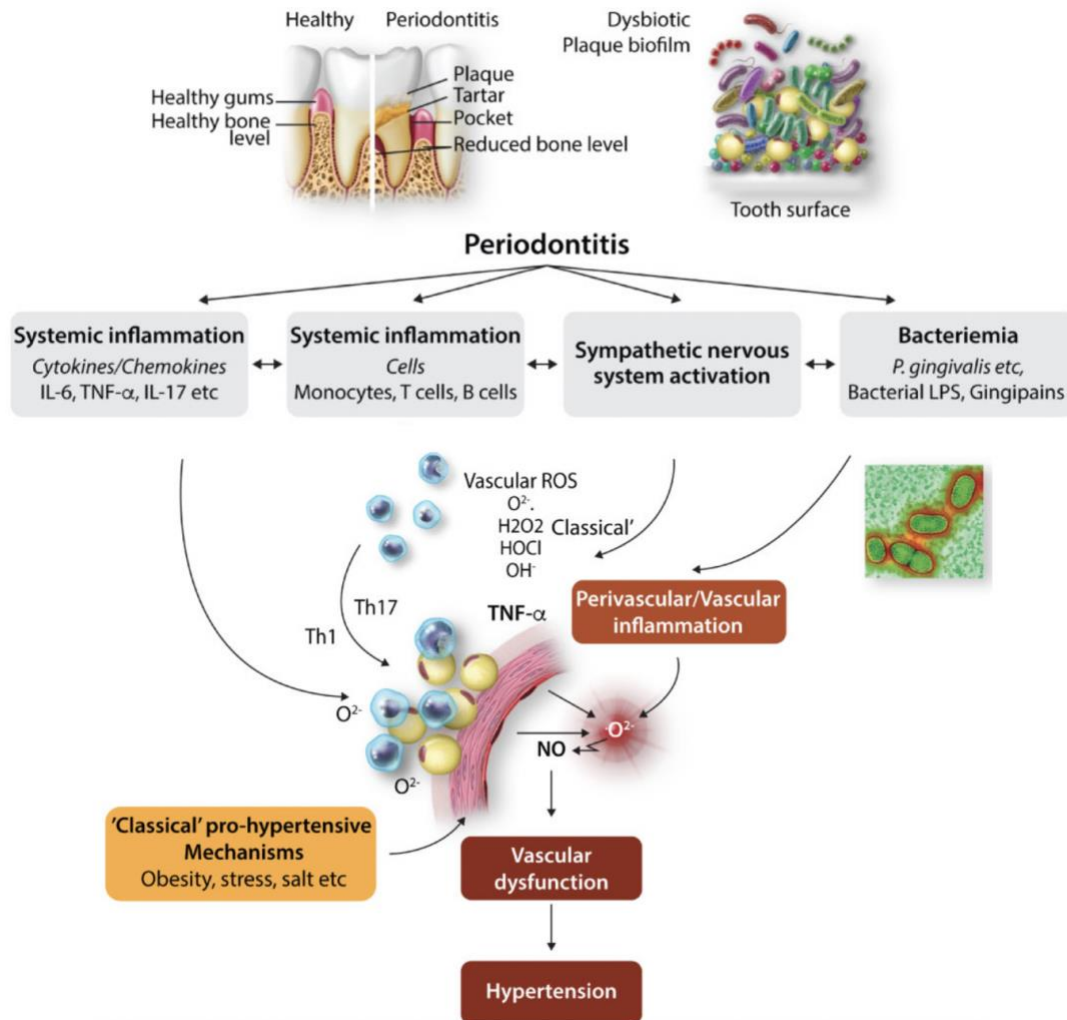 Healthy
Periodontitis
Dysbiotic
Plaque biofilm
Healthy gums
Healthy bone
level
Plaque
Tartar
Pocket
Reduced bone level
Tooth surface
Periodontitis
Systemic inflammation
Cytokines/Chemokines
IL-6, TNF-α, IL-17 etc
Systemic inflammation
Cells
Monocytes, T cells, B cells
Sympathetic nervous
system activation
Bacteriemia
P. gingivalis etc,
Bacterial LPS, Gingipains
Vascular ROS
O²⁻.
H2O2
HOCl
OH⁻
Classical'
Th17
Th1
TNF-α
Perivascular/Vascular
inflammation
O²⁻
O²⁻
NO
·O²⁻
'Classical' pro-hypertensive
Mechanisms
Obesity, stress, salt etc
Vascular
dysfunction
Hypertension